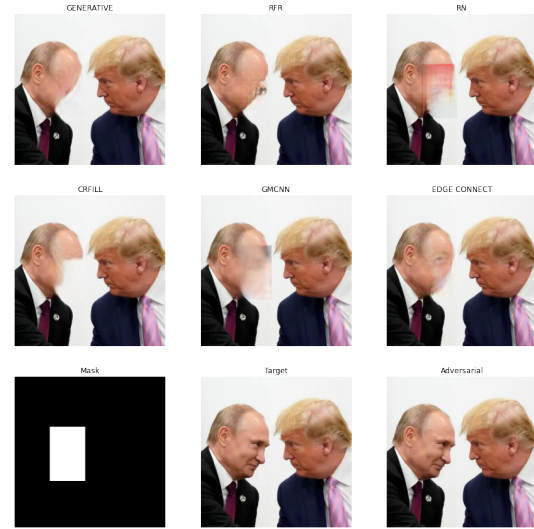 GENERATIVE
RFR
RN
CRFILL
GMCNN
EDGE CONNECT
Mask
Target
Adversarial